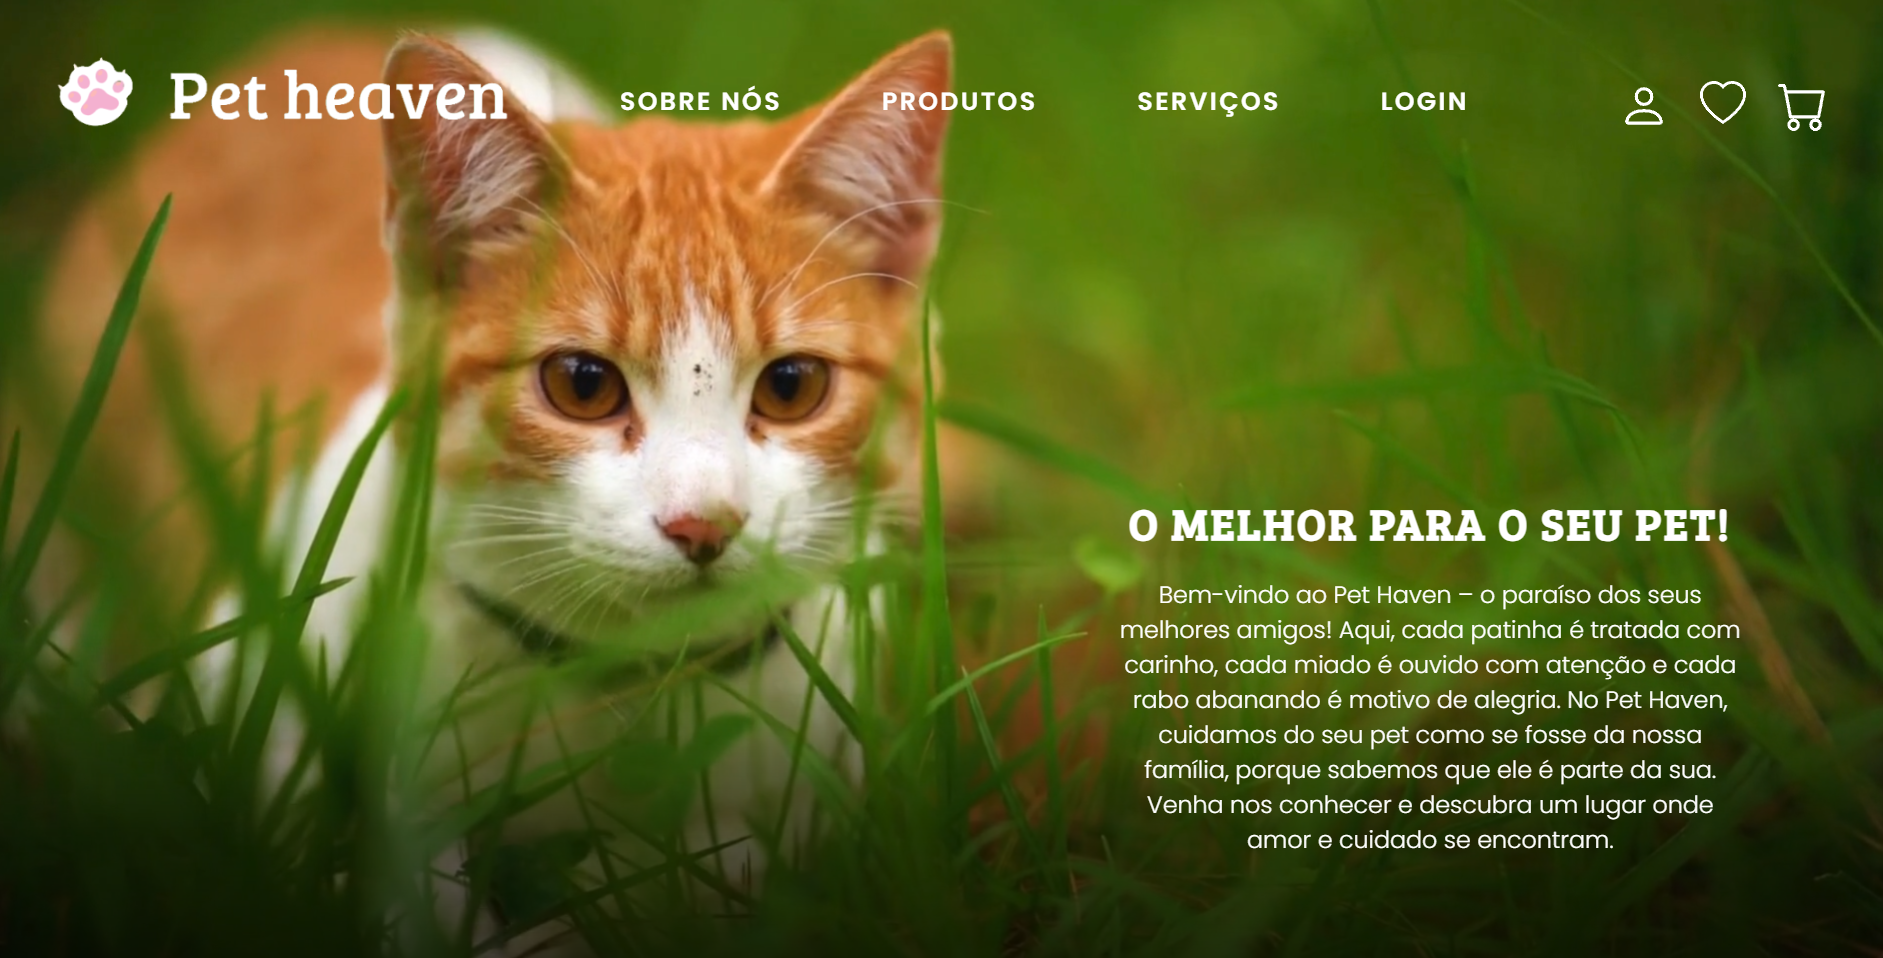 Pet heaven
SOBRE NÓS
PRODUTOS
SERVIÇOS
LOGIN
O MELHOR PARA O SEU PET!
Bem-vindo ao Pet Haven – o paraíso dos seus
melhores amigos! Aqui, cada patinha é tratada com
carinho, cada miado é ouvido com atenção e cada
rabo abanando é motivo de alegria. No Pet Haven,
cuidamos do seu pet como se fosse da nossa
família, porque sabemos que ele é parte da sua.
Venha nos conhecer e descubra um lugar onde
amor e cuidado se encontram.